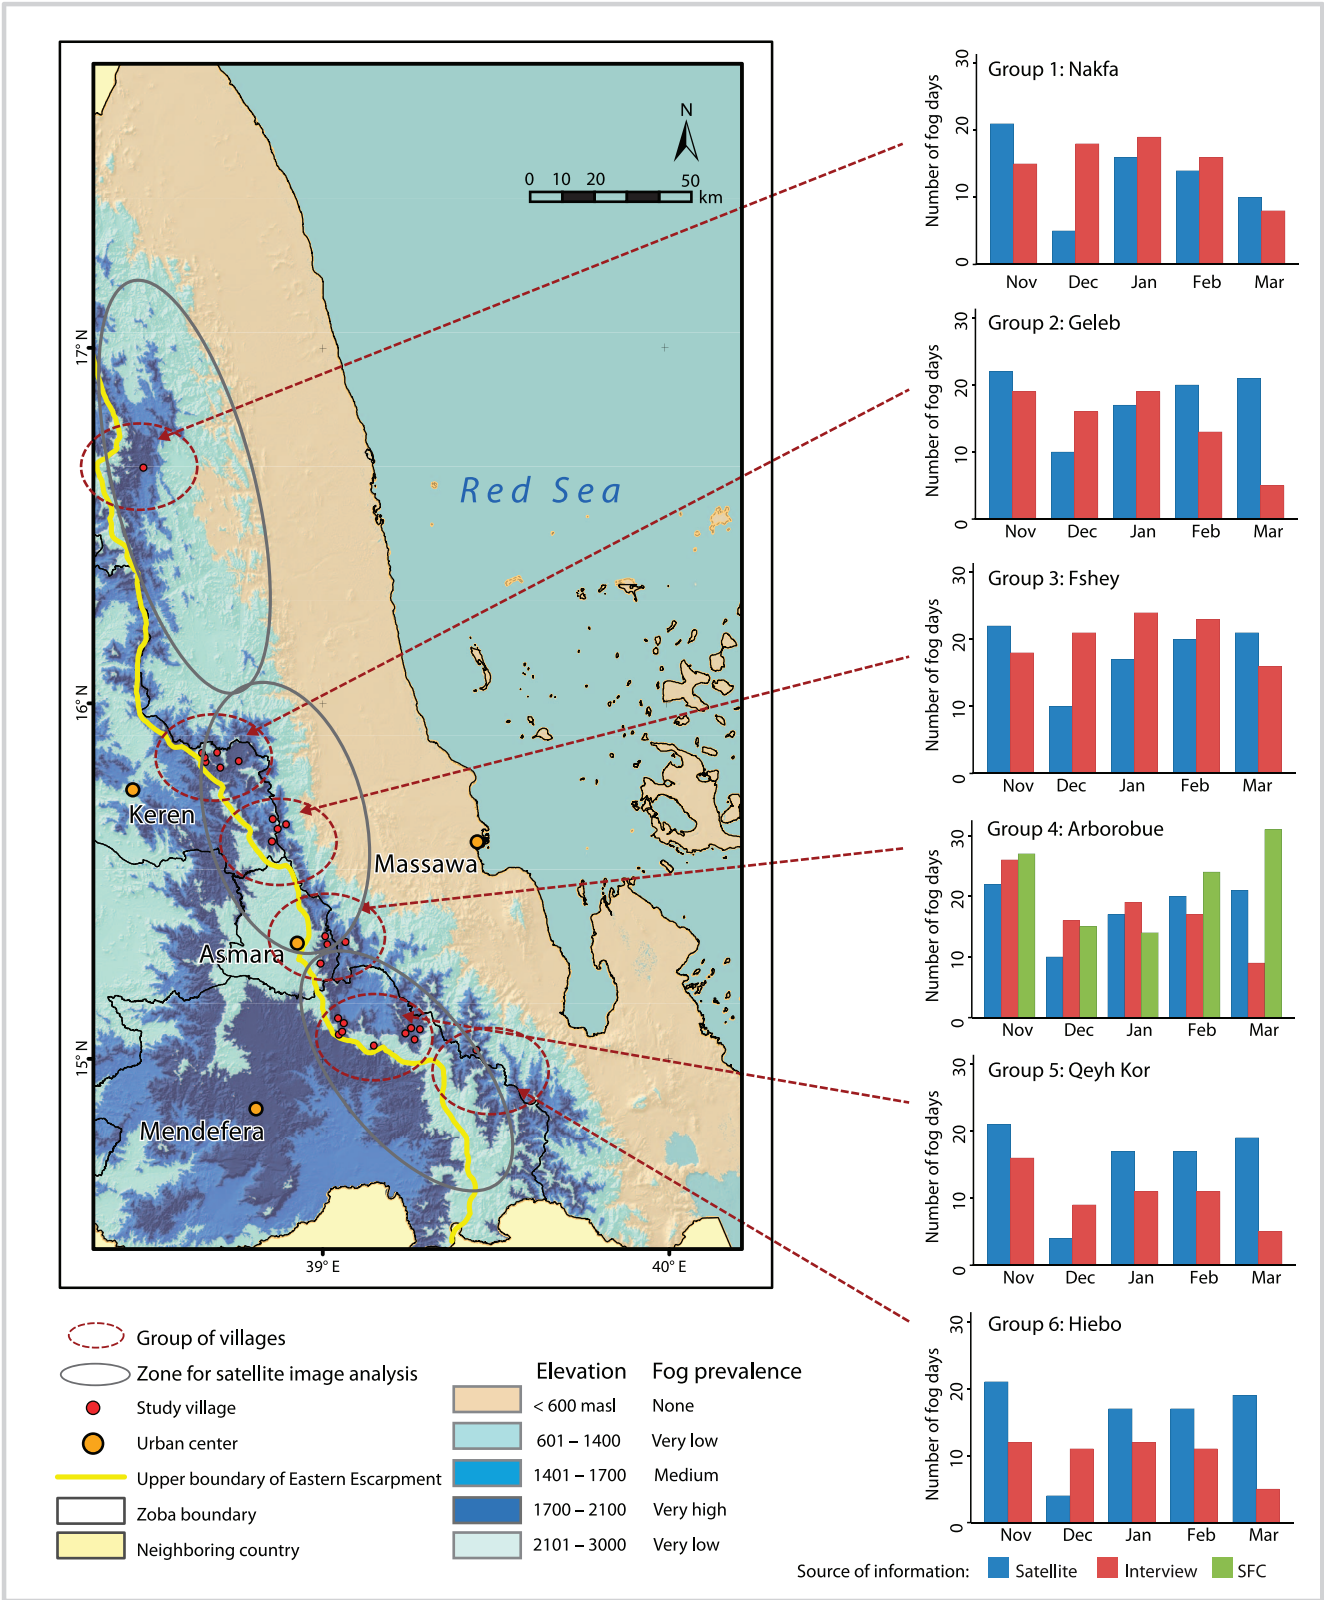 N
0 10 20 50
km
17° N
16° N
15° N
39° E
40° E
Red Sea
Keren
Massawa
Asmara
Mendefera
Group of villages
Zone for satellite image analysis
Study village
Urban center
Upper boundary of Eastern Escarpment
Zoba boundary
Neighboring country
Elevation Fog prevalence
< 600 masl None
601 – 1400 Very low
1401 – 1700 Medium
1700 – 2100 Very high
2101 – 3000 Very low
Group 1: Nakfa
Number of fog days
30
20
10
0
Nov Dec Jan Feb Mar
Group 2: Geleb
Number of fog days
30
20
10
0
Nov Dec Jan Feb Mar
Group 3: Fshey
Number of fog days
30
20
10
0
Nov Dec Jan Feb Mar
Group 4: Arborobue
Number of fog days
30
20
10
0
Nov Dec Jan Feb Mar
Group 5: Qeyh Kor
Number of fog days
30
20
10
0
Nov Dec Jan Feb Mar
Group 6: Hiebo
Number of fog days
30
20
10
0
Nov Dec Jan Feb Mar
Source of information: Satellite Interview SFC